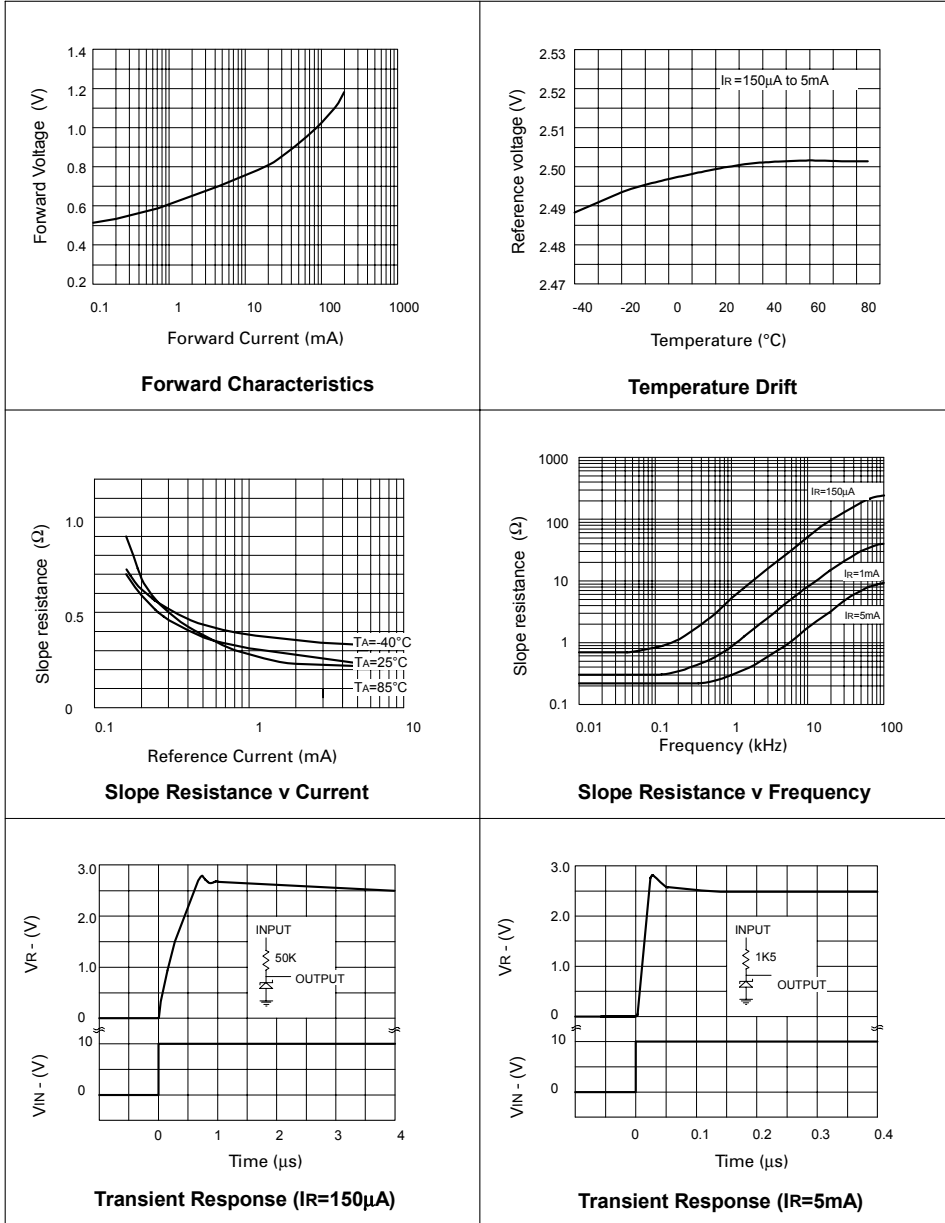 1.4
1.2
1.0
0.8
0.6
0.4
0.2
Forward Voltage (V)
0.1 1 10 100 1000
Forward Current (mA)
Forward Characteristics
2.53
2.52
2.51
2.50
2.49
2.48
2.47
Reference voltage (V)
IR =150µA to 5mA
-40 -20 0 20 40 60 80
Temperature (°C)
Temperature Drift
1.0
0.5
0
Slope resistance (Ω)
TA=-40°C
TA=25°C
TA=85°C
0.1 1 10
Reference Current (mA)
Slope Resistance v Current
1000
100
10
1
0.1
Slope resistance (Ω)
IR=150µA
IR=1mA
IR=5mA
0.01 0.1 1 10 100
Frequency (kHz)
Slope Resistance v Frequency
3.0
2.0
1.0
0
VR - (V)
INPUT
50K
OUTPUT
10
0
VIN - (V)
0 1 2 3 4
Time (µs)
Transient Response (IR=150µA)
3.0
2.0
1.0
0
VR - (V)
INPUT
1K5
OUTPUT
10
0
VIN - (V)
0 0.1 0.2 0.3 0.4
Time (µs)
Transient Response (IR=5mA)